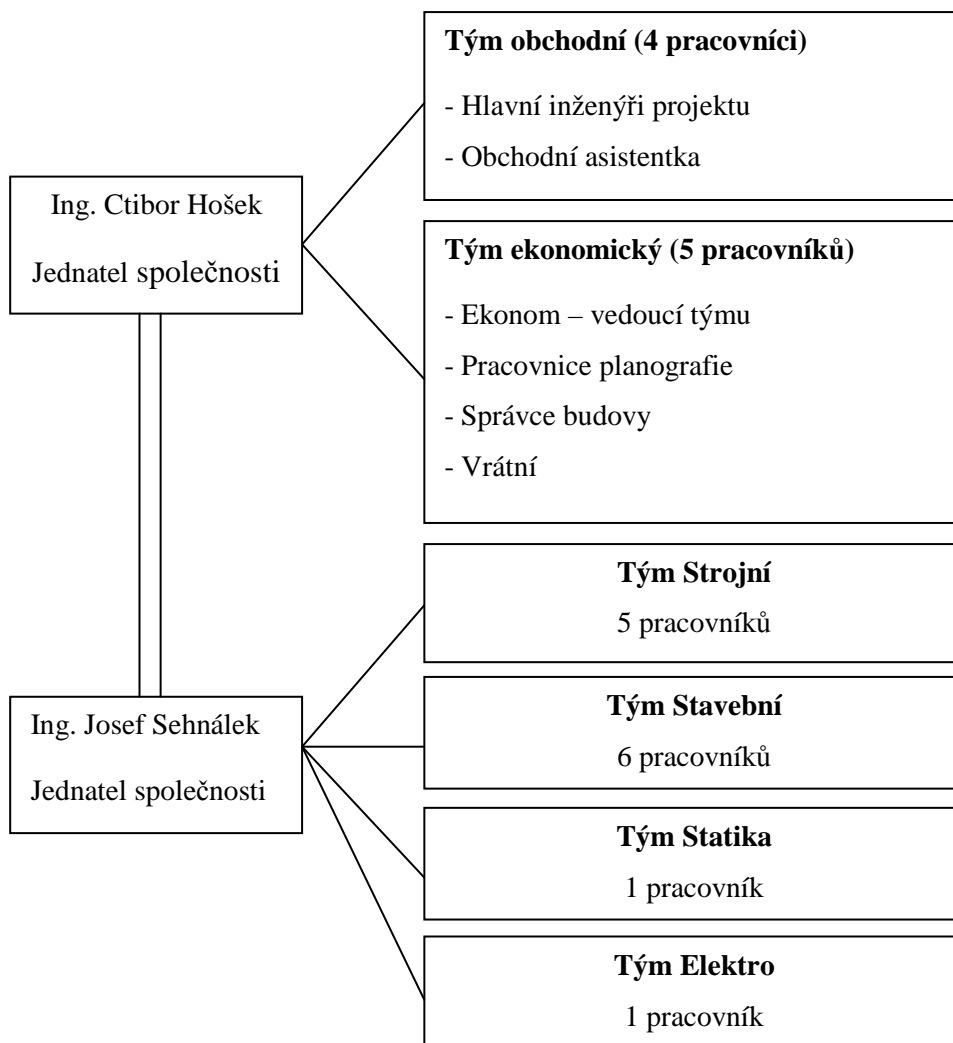 Tým obchodní (4 pracovníci)
- Hlavní inženýři projektu
- Obchodní asistentka
Ing. Ctibor Hošek
Jednatel společnosti
Tým ekonomický (5 pracovníků)
- Ekonom – vedoucí týmu
- Pracovnice planografie
- Správce budovy
- Vrátní
Tým Strojní
5 pracovníků
Ing. Josef Sehnálek
Jednatel společnosti
Tým Stavební
6 pracovníků
Tým Statika
1 pracovník
Tým Elektro
1 pracovník